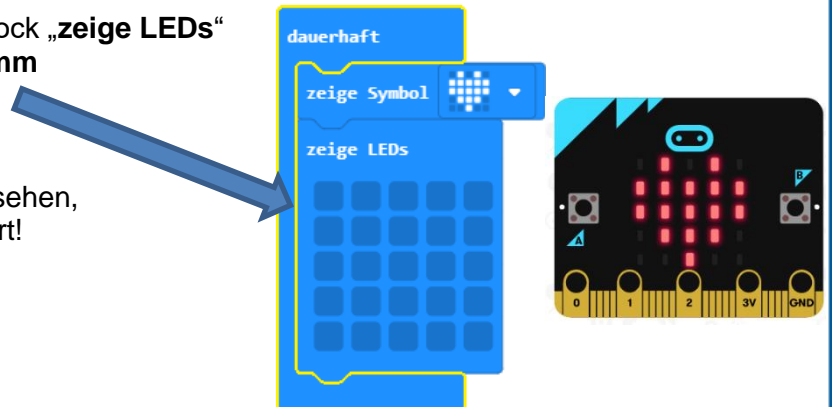 ock „zeige LEDs“
mm
sehen,
rt!
dauerhaft
zeige Symbol
zeige LEDs
A
B
0 1 2 3V GND